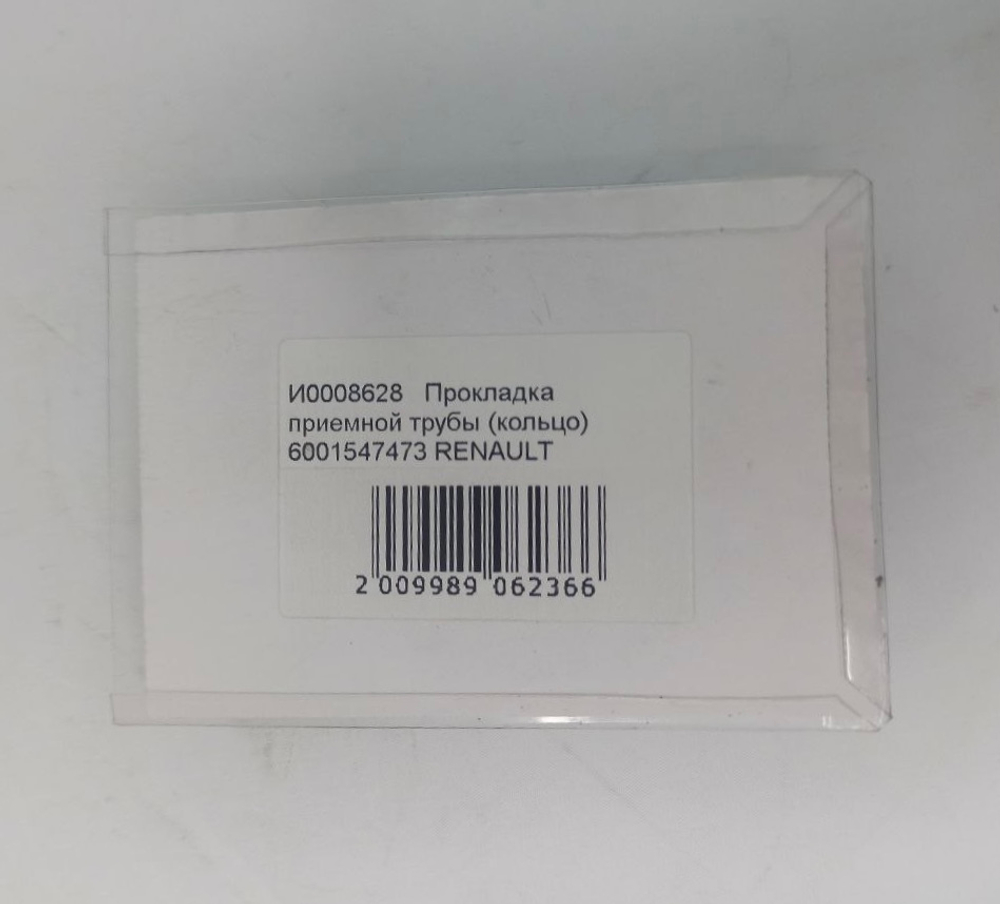 И0008628 Прокладка
приемной трубы (кольцо)
6001547473 RENAULT
2 009989 062366